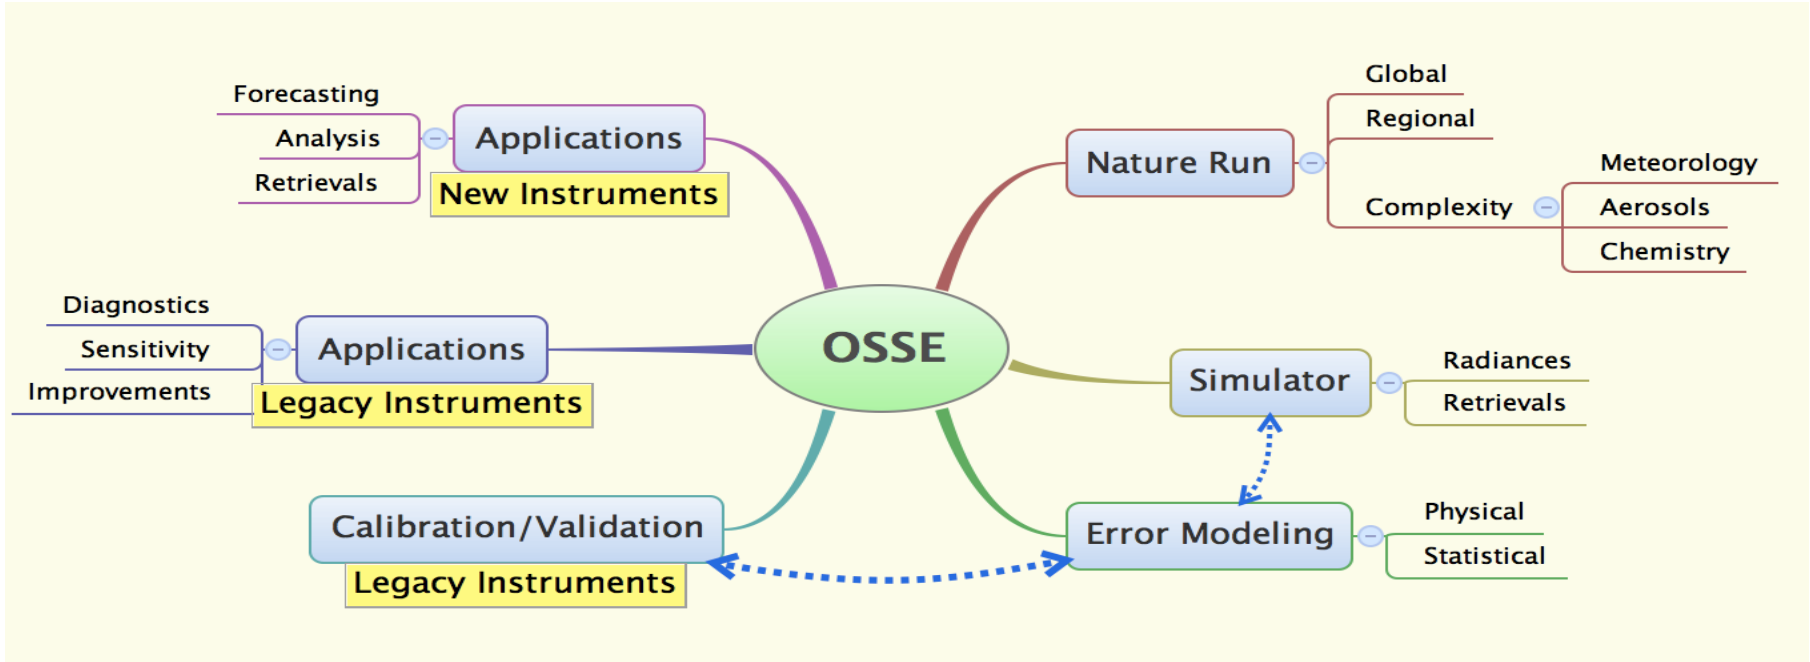 Forecasting
Analysis
Retrievals
Applications
New Instruments
Diagnostics
Sensitivity
Improvements
Applications
Legacy Instruments
Calibration/Validation
Legacy Instruments
OSSE
Nature Run
Global
Regional
Complexity
Meteorology
Aerosols
Chemistry
Simulator
Radiances
Retrievals
Error Modeling
Physical
Statistical